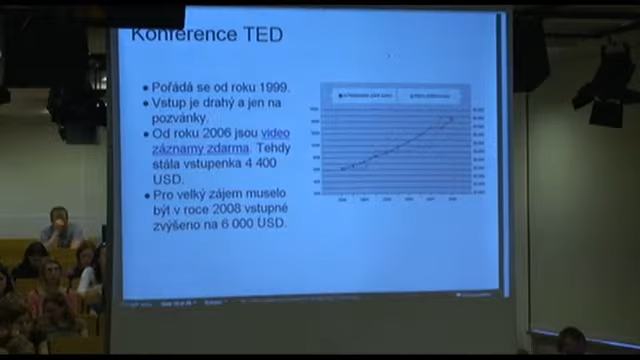 Konference TED
• Pořádá se od roku 1999.
• Vstup je drahý a jen na
pozvánky.
• Od roku 2006 jsou video
záznamy zdarma. Tehdy
stála vstupenka 4 400
USD.
• Pro velký zájem muselo
být v roce 2008 vstupné
zvýšeno na 6 000 USD.